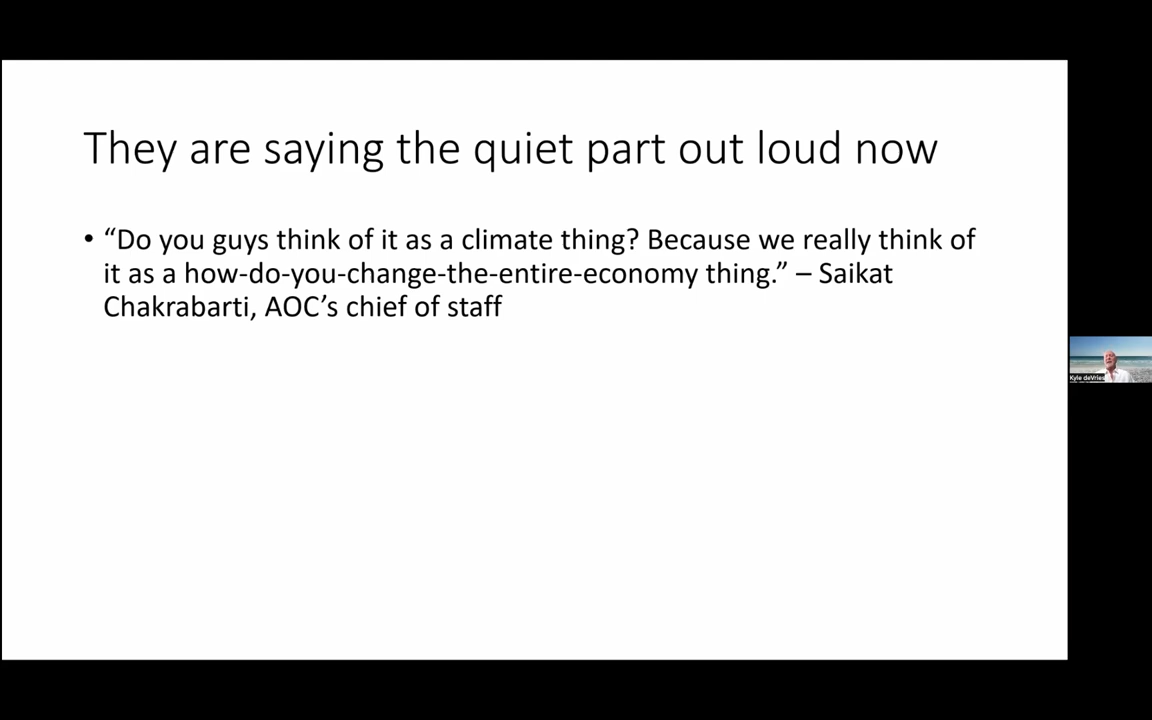 They are saying the quiet part out loud now
• “Do you guys think of it as a climate thing? Because we really think of
it as a how-do-you-change-the-entire-economy thing.” – Saikat
Chakrabarti, AOC’s chief of staff
Kyle deVries